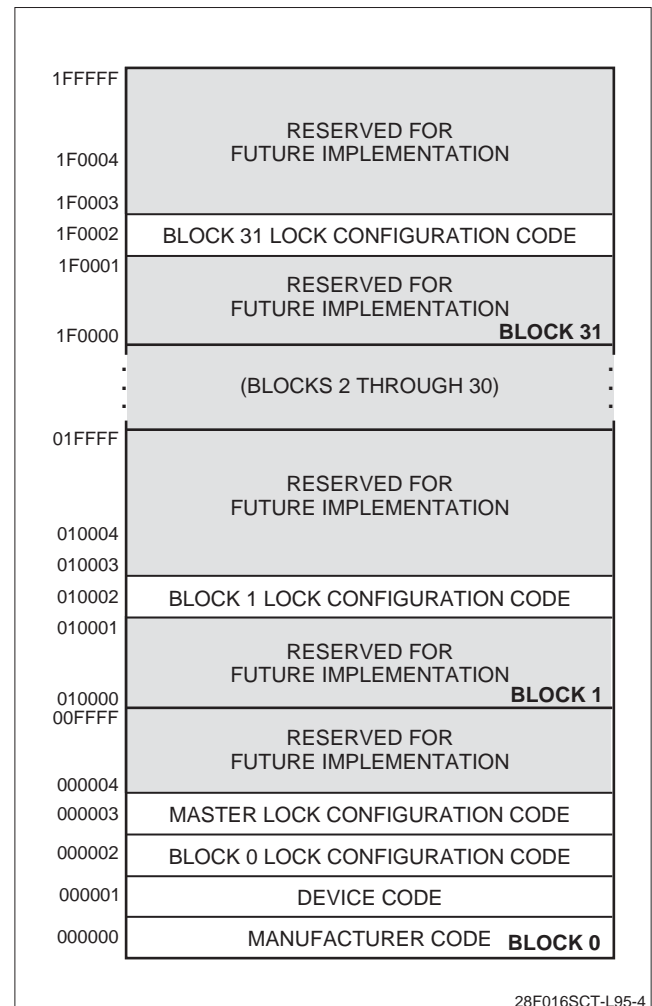 1FFFFF
RESERVED FOR
FUTURE IMPLEMENTATION
1F0004
1F0003
1F0002
BLOCK 31 LOCK CONFIGURATION CODE
1F0001
RESERVED FOR
FUTURE IMPLEMENTATION
BLOCK 31
1F0000
(BLOCKS 2 THROUGH 30)
01FFFF
RESERVED FOR
FUTURE IMPLEMENTATION
010004
010003
010002
BLOCK 1 LOCK CONFIGURATION CODE
010001
RESERVED FOR
FUTURE IMPLEMENTATION
BLOCK 1
010000
00FFFF
RESERVED FOR
FUTURE IMPLEMENTATION
000004
000003
MASTER LOCK CONFIGURATION CODE
000002
BLOCK 0 LOCK CONFIGURATION CODE
000001
DEVICE CODE
000000
MANUFACTURER CODE BLOCK 0
28F016SCT-L95-4